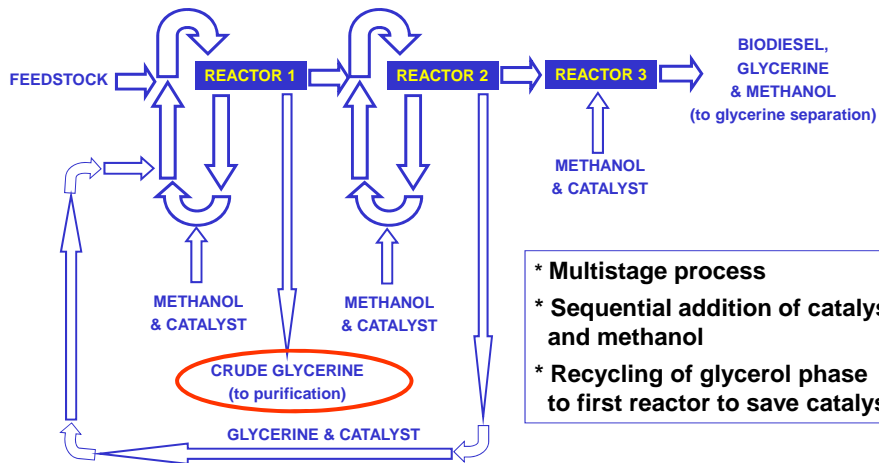 FEEDSTOCK
REACTOR 1
REACTOR 2
REACTOR 3
BIODIESEL,
GLYCERINE
& METHANOL
(to glycerine separation)
METHANOL
& CATALYST
METHANOL
& CATALYST
METHANOL
& CATALYST
CRUDE GLYCERINE
(to purification)
GLYCERINE & CATALYST
* Multistage process
* Sequential addition of catalys
and methanol
* Recycling of glycerol phase
to first reactor to save catalys